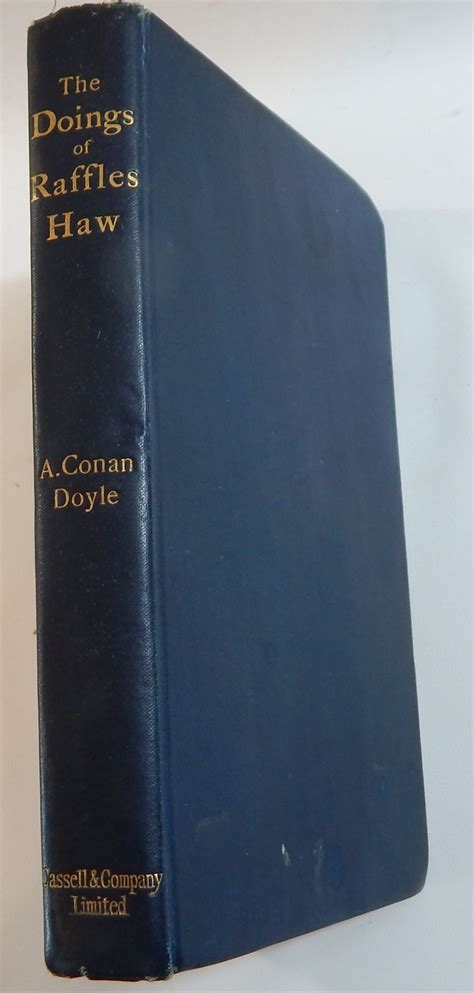 The
Doings
of
Raffles
Haw
A. Conan
Doyle
Cassell & Company
Limited